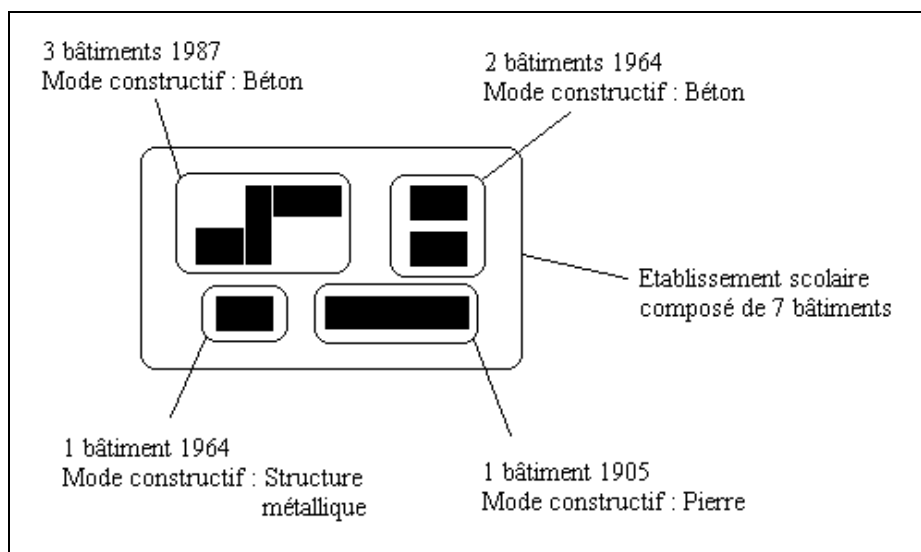 3 bâtiments 1987
Mode constructif : Béton
2 bâtiments 1964
Mode constructif : Béton
Etablissement scolaire
composé de 7 bâtiments
1 bâtiment 1964
Mode constructif : Structure
métallique
1 bâtiment 1905
Mode constructif : Pierre